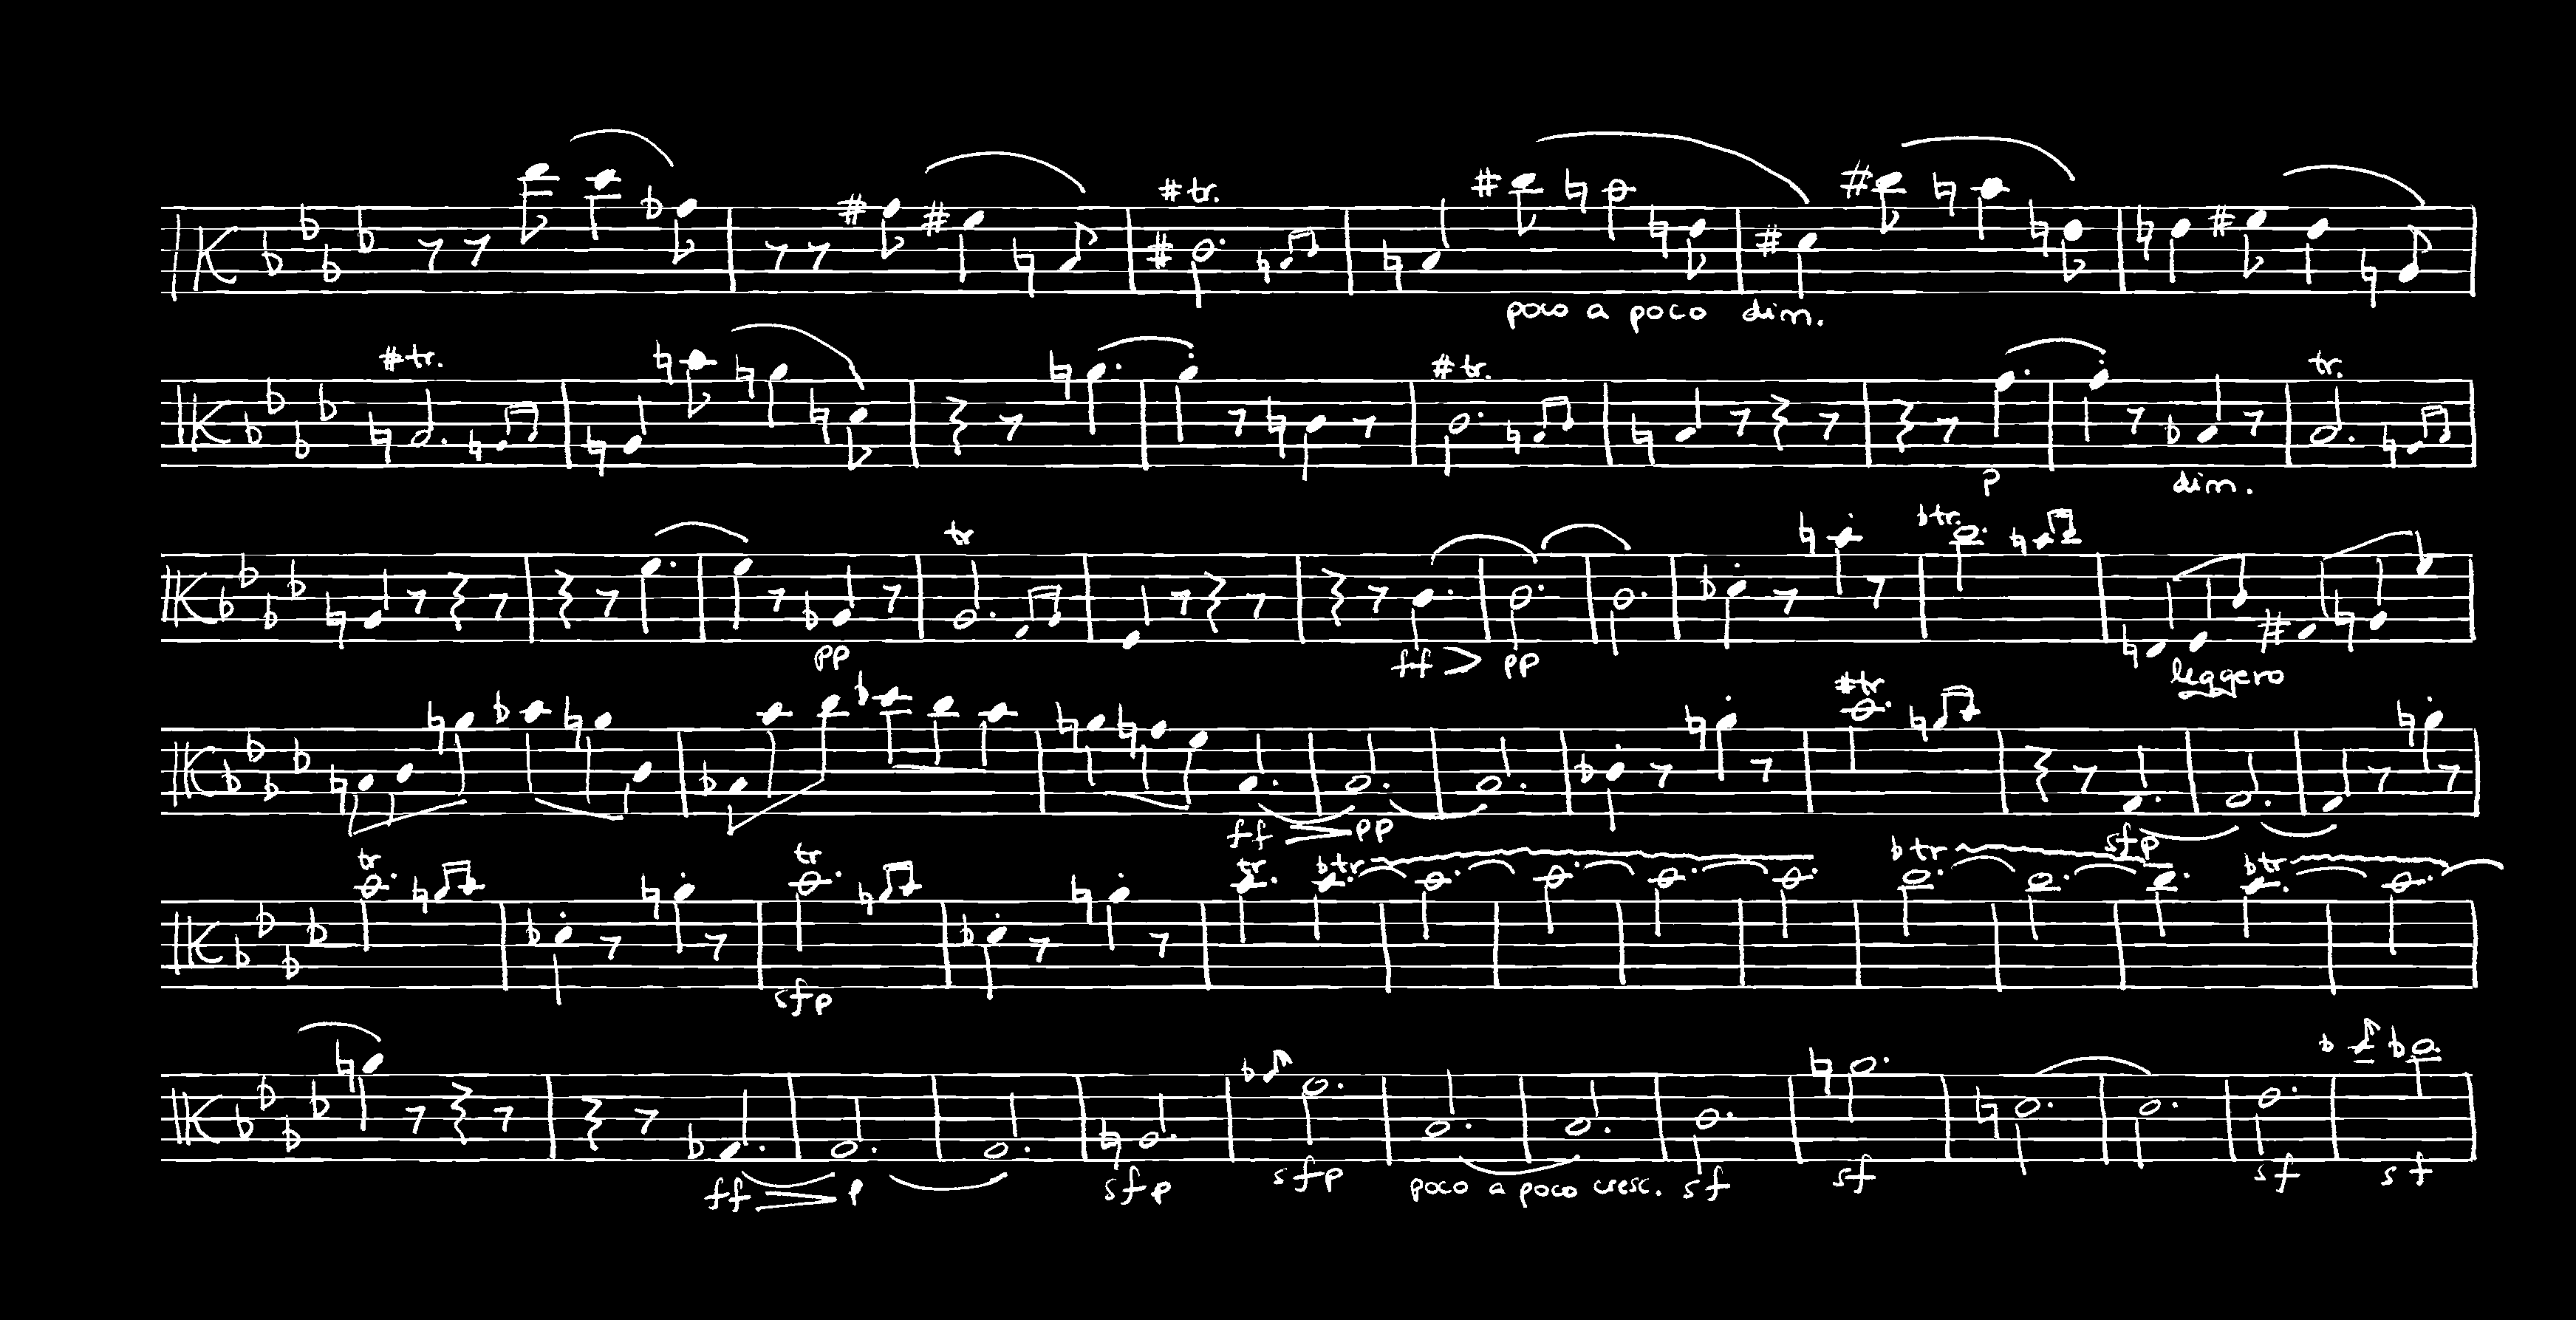 tr.
poco a poco dim.
tr.
tr.
tr.
p
dim.
tr
tr.
pp
ff
pp
leggero
tr
ff
pp
sfp
tr
tr
tr.
tr
tr
tr
sfp
ff
p
sfp
sfp
poco a poco cresc.
sf
sf
sf
sf